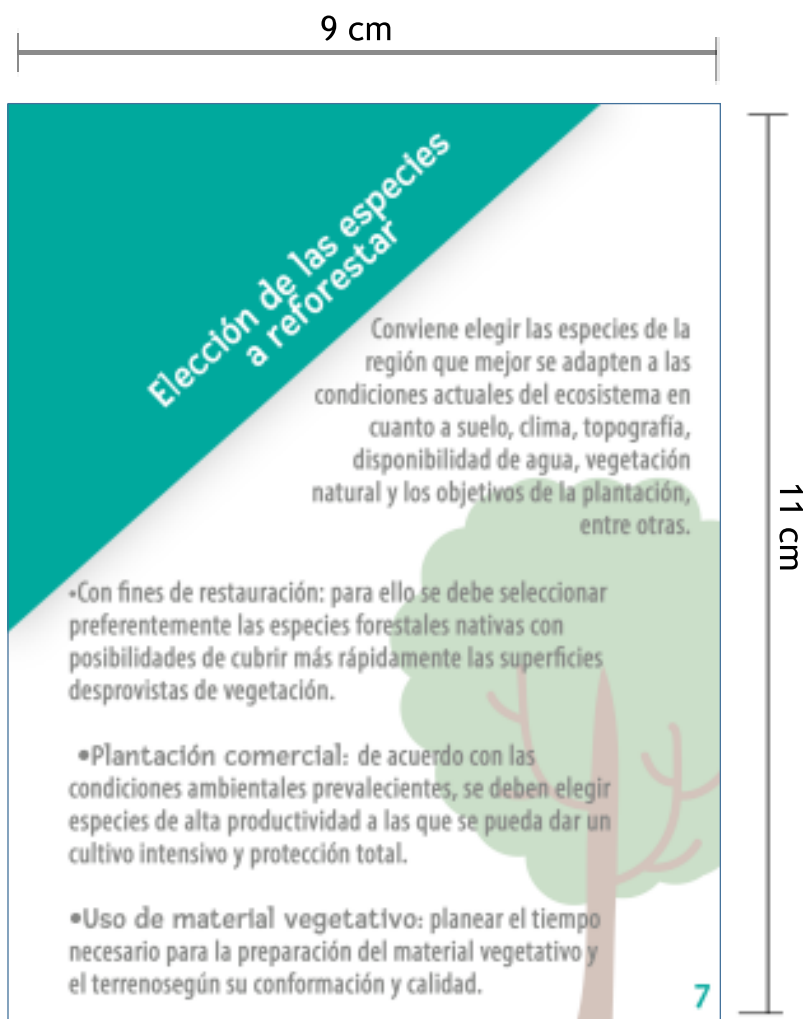 9 cm
Elección de las especies
a reforestar
Conviene elegir las especies de la
región que mejor se adapten a las
condiciones actuales del ecosistema en
cuanto a suelo, clima, topografía,
disponibilidad de agua, vegetación
natural y los objetivos de la plantación,
entre otras.
11 cm
•Con fines de restauración: para ello se debe seleccionar
preferentemente las especies forestales nativas con
posibilidades de cubrir más rápidamente las superficies
desprovistas de vegetación.
•Plantación comercial: de acuerdo con las
condiciones ambientales prevalecientes, se deben elegir
especies de alta productividad a las que se pueda dar un
cultivo intensivo y protección total.
•Uso de material vegetativo: planear el tiempo
necesario para la preparación del material vegetativo y
el terrenosegún su conformación y calidad.
7